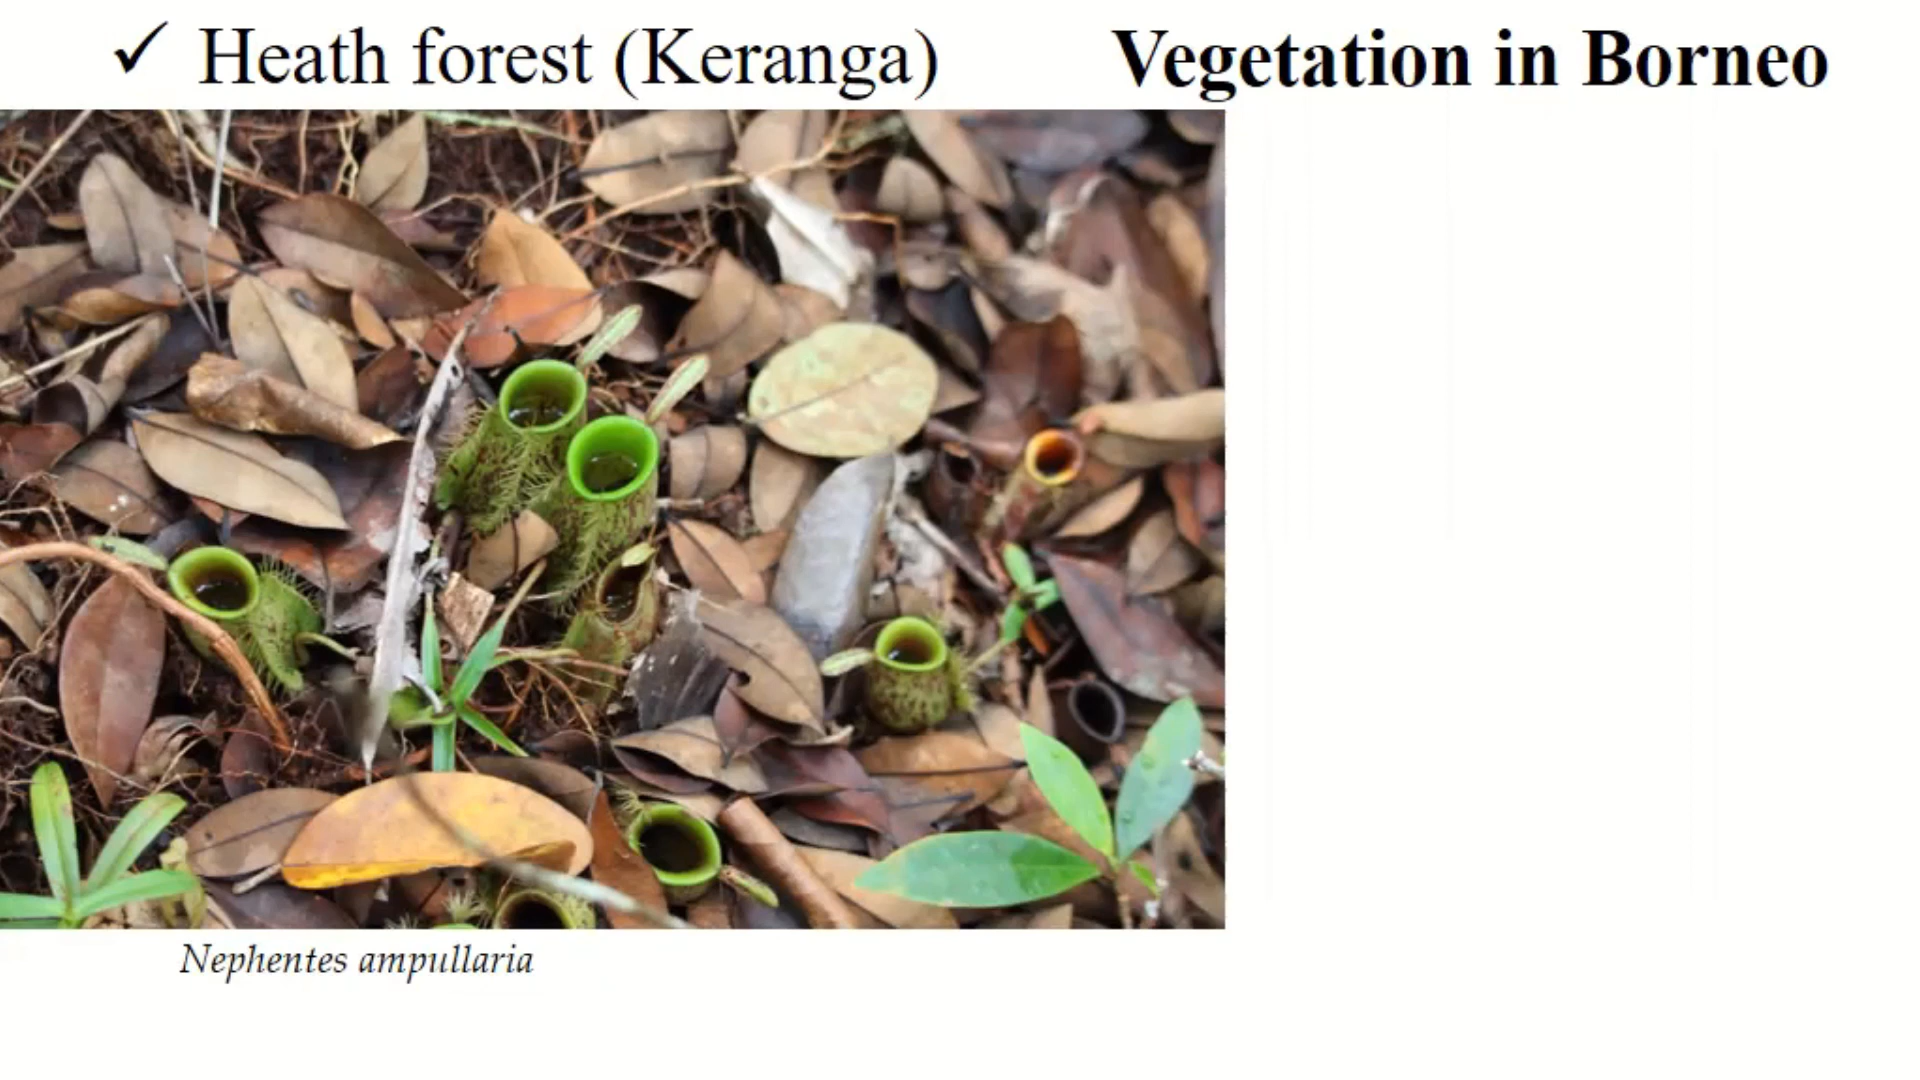 ✓ Heath forest (Keranga)
Vegetation in Borneo
Nephentes ampullaria